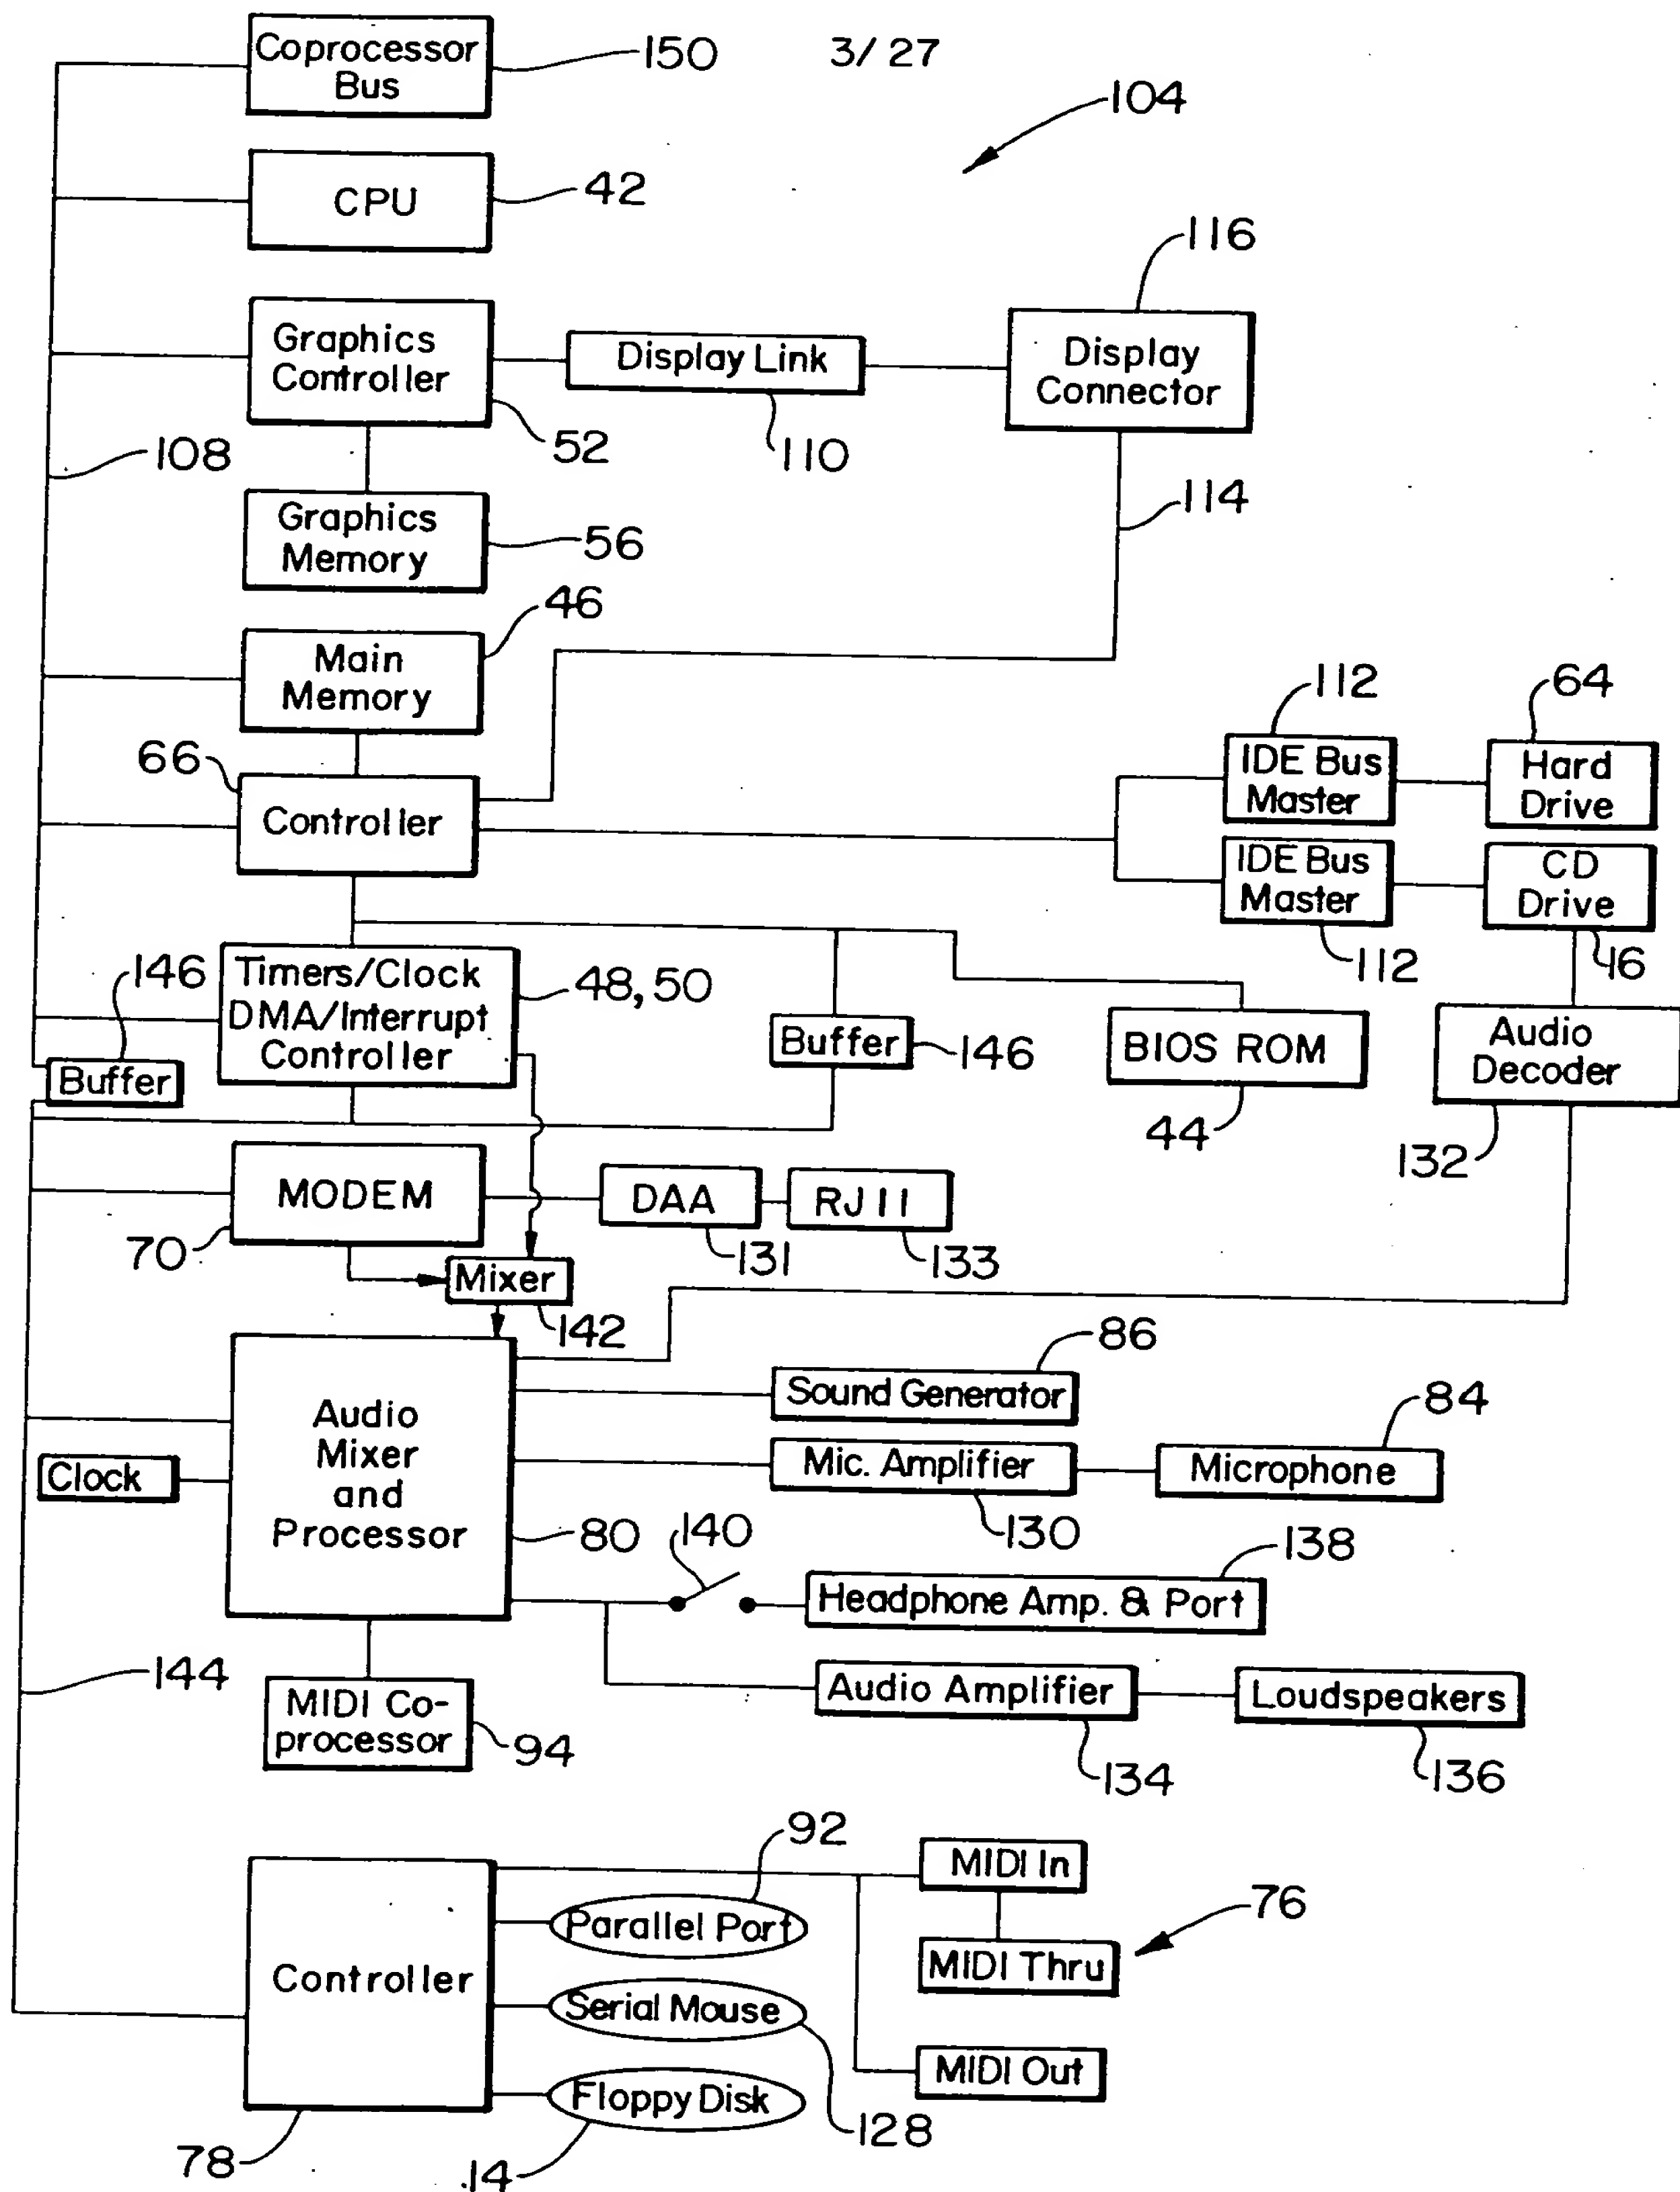 3/27
Coprocessor
Bus
150
104
CPU
42
116
Graphics
Controller
52
Display Link
110
Display
Connector
108
114
Graphics
Memory
56
46
Main
Memory
66
Controller
112
IDE Bus
Master
64
Hard
Drive
IDE Bus
Master
112
CD
Drive
16
146
Timers/Clock
DMA/Interrupt
Controller
48,50
Buffer
Buffer
146
BIOS ROM
44
Audio
Decoder
132
MODEM
70
DAA
131
RJ11
133
Mixer
142
Audio
Mixer
and
Processor
80
Clock
86
Sound Generator
84
Mic. Amplifier
130
Microphone
140
138
Headphone Amp. & Port
144
MIDI Co-
processor
94
Audio Amplifier
134
Loudspeakers
136
Controller
78
92
Parallel Port
Serial Mouse
128
Floppy Disk
14
MIDI In
MIDI Thru
76
MIDI Out